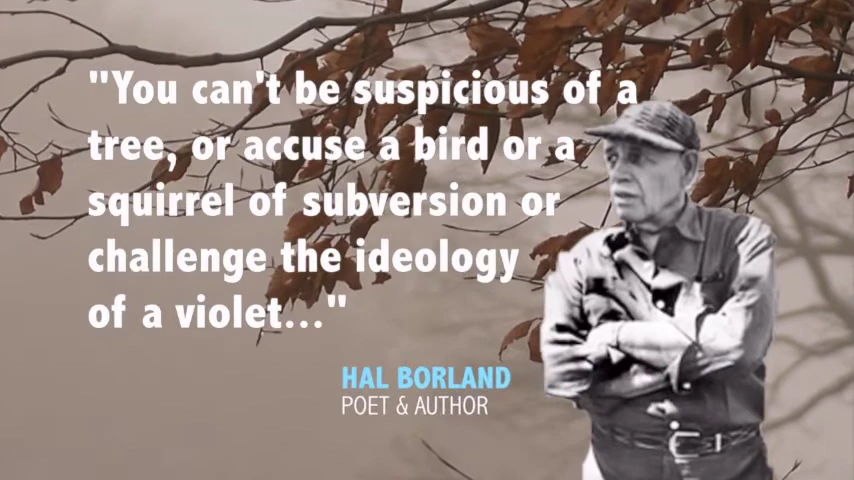 "You can't be suspicious of a
tree, or accuse a bird or a
squirrel of subversion or
challenge the ideology
of a violet..."
HAL BORLAND
POET & AUTHOR